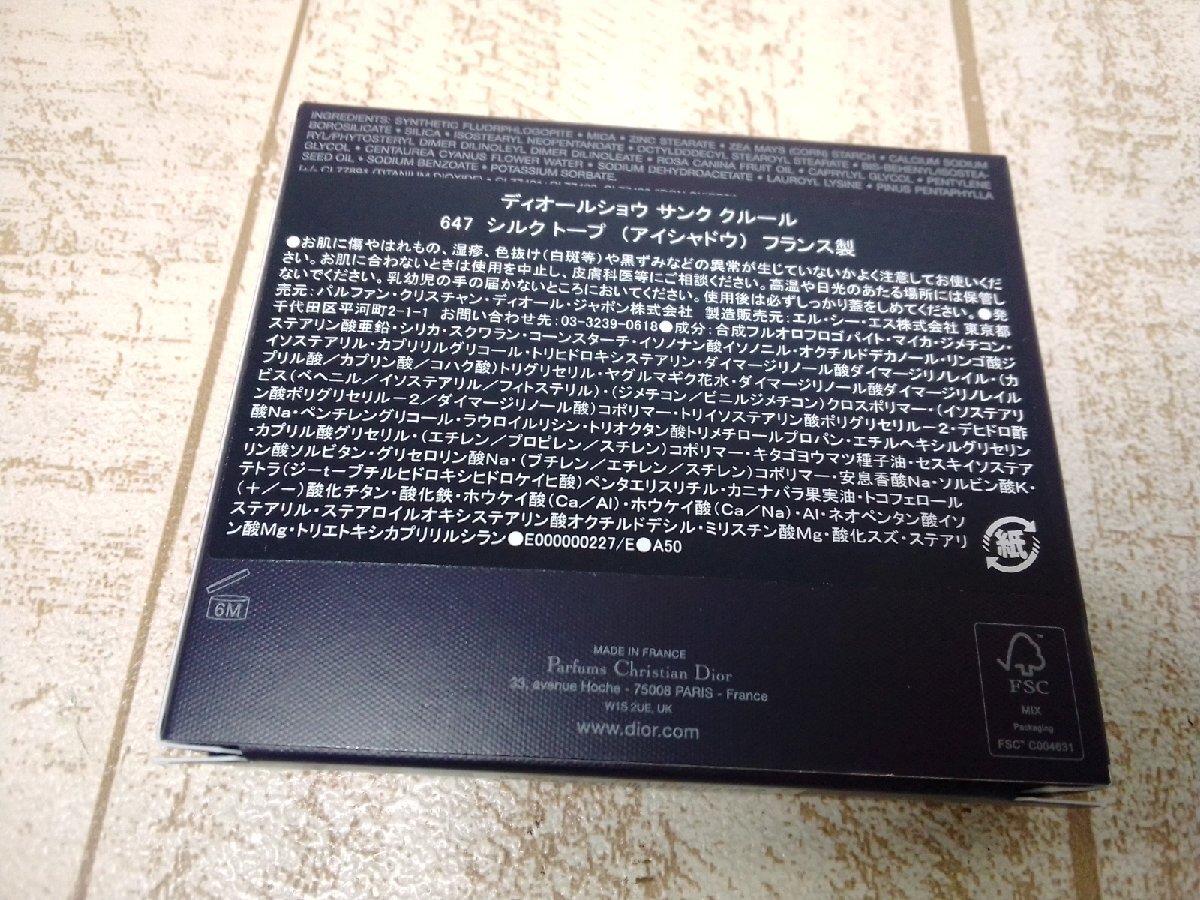 INGREDIENTS: SYNTHETIC FLUORPHLOGOPITE • MICA • ZINC STEARATE • ZEA MAYS (CORN) STARCH • CALCIUM SODIUM
BOROSILICATE • SILICA • ISOSTEARYL NEOPENTANOATE • OCTYLDODECYL STEAROYL STEARATE • BIS-BEHENYL/ISOSTEA-
RYL/PHYTOSTERYL DIMER DILINOLEYL DIMER DILINOLEATE • ROSA CANINA FRUIT OIL • CAPRYLYL GLYCOL • PENTYLENE
GLYCOL • CENTAUREA CYANUS FLOWER WATER • SODIUM DEHYDROACETATE • LAUROYL LYSINE • PINUS PENTAPHYLLA
SEED OIL • SODIUM BENZOATE • POTASSIUM SORBATE.
CI 77891 (TITANIUM DIOXIDE)
ディオールショウ サンク クルール
647 シルク トープ (アイシャドウ) フランス製
●お肌に傷やはれもの、湿疹、色抜け(白斑等)や黒ずみなどの異常が生じていないかよく注意してお使いくだ
さい。お肌に合わないときは使用を中止し、皮膚科医等にご相談ください。高温や日光のあたる場所には保管し
ないでください。乳幼児の手の届かないところにおいてください。使用後は必ずしっかり蓋をしめてください。●発
売元:パルファン・クリスチャン・ディオール・ジャポン株式会社 製造販売元:エル・シー・エス株式会社 東京都
千代田区平河町2-1-1 お問い合わせ先:03-3239-0618●成分:合成フルオロフロゴパイト・マイカ・ジメチコン・
ステアリン酸亜鉛・シリカ・スクワラン・コーンスターチ・イソノナン酸イソノニル・オクチルドデカノール・リンゴ酸ジ
イソステアリル・カプリリルグリコール・トリヒドロキシステアリン・ダイマージリノール酸ダイマージリノレイル・(カ
プリル酸/カプリン酸/コハク酸)トリグリセリル・ヤグルマギク花水・ダイマージリノール酸ダイマージリノレイル
ビス(ベヘニル/イソステアリル/フィトステリル)・(ジメチコン/ビニルジメチコン)クロスポリマー・(イソステアリ
ン酸ポリグリセリル-2/ダイマージリノール酸)コポリマー・トリイソステアリン酸ポリグリセリル-2・デヒドロ酢
酸Na・ペンチレングリコール・ラウロイルリシン・トリオクタン酸トリメチロールプロパン・エチルヘキシルグリセリン
・カプリル酸グリセリル・(エチレン/プロピレン/スチレン)コポリマー・キタゴヨウマツ種子油・セスキイソステア
リン酸ソルビタン・グリセロリン酸Na・(ブチレン/エチレン/スチレン)コポリマー・安息香酸Na・ソルビン酸K・
テトラ(ジ-t-ブチルヒドロキシヒドロケイヒ酸)ペンタエリスリチル・カニナバラ果実油・トコフェロール
(+/-)酸化チタン・酸化鉄・ホウケイ酸(Ca/Al)・ホウケイ酸(Ca/Na)・Al・ネオペンタン酸イソ
ステアリル・ステアロイルオキシステアリン酸オクチルドデシル・ミリスチン酸Mg・酸化スズ・ステアリ
ン酸Mg・トリエトキシカプリリルシラン●E000000227/E●A50
紙
6M
MADE IN FRANCE
Parfums Christian Dior
33, avenue Hoche - 75008 PARIS - France
W1S 2UE, UK
www.dior.com
FSC
MIX
Packaging
FSC™ C004631